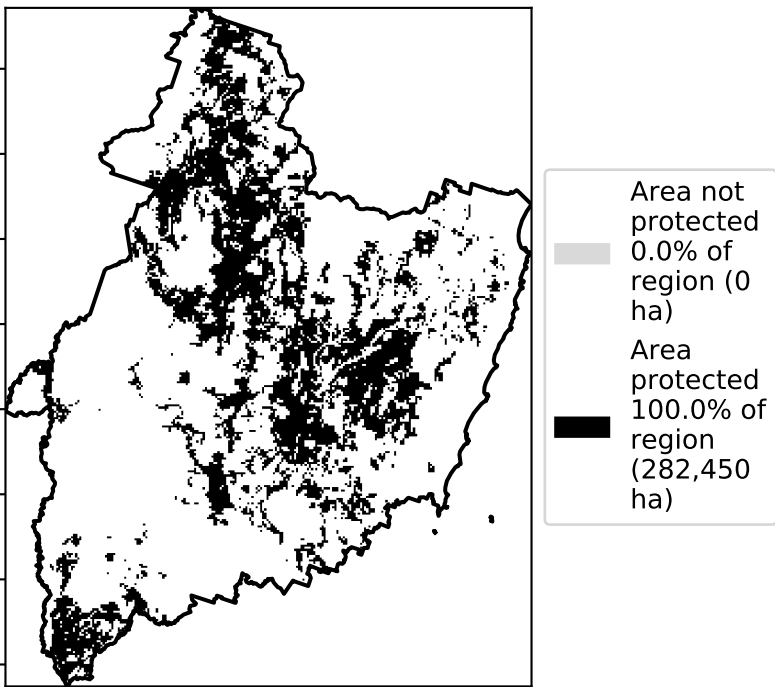 Area not
protected
0.0% of
region (0
ha)
Area
protected
100.0% of
region
(282,450
ha)